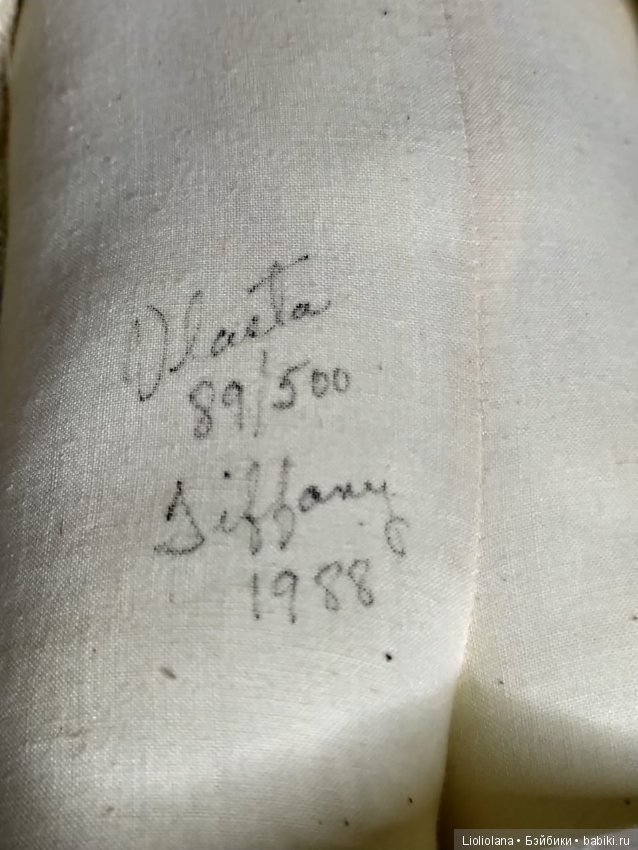 Vlasta
89/500
Tiffany
1988
Lioliolana • Бэйбики • babiki.ru